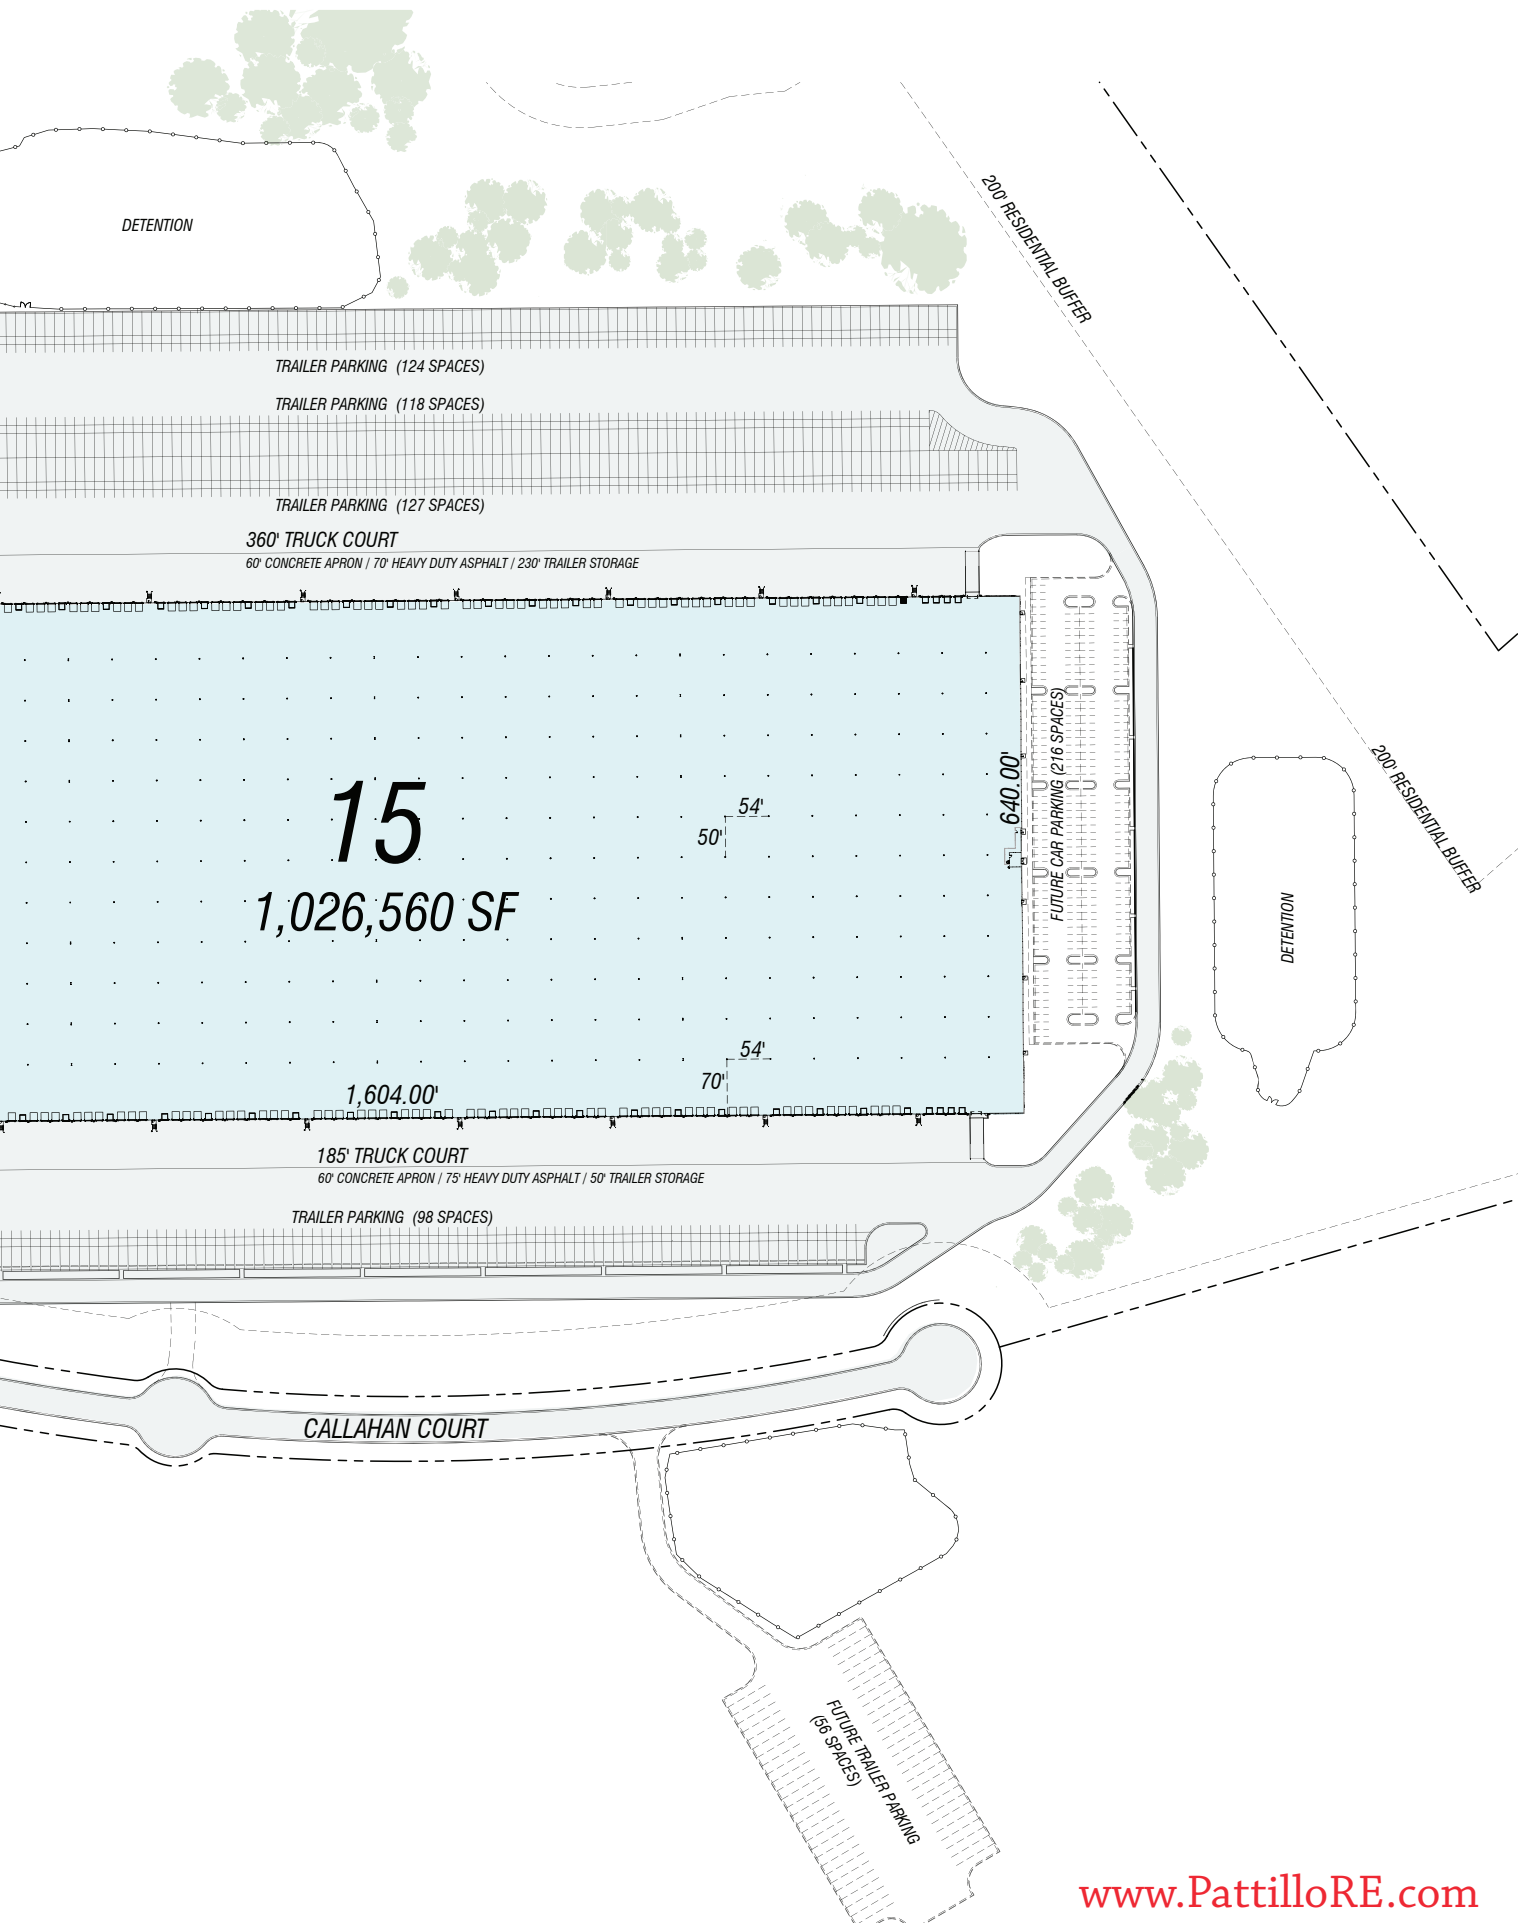 DETENTION
200' RESIDENTIAL BUFFER
TRAILER PARKING (124 SPACES)
TRAILER PARKING (118 SPACES)
TRAILER PARKING (127 SPACES)
360' TRUCK COURT
60' CONCRETE APRON / 70' HEAVY DUTY ASPHALT / 230' TRAILER STORAGE
15
1,026,560 SF
54'
50'
640.00'
FUTURE CAR PARKING (216 SPACES)
200' RESIDENTIAL BUFFER
DETENTION
54'
70'
1,604.00'
185' TRUCK COURT
60' CONCRETE APRON / 75' HEAVY DUTY ASPHALT / 50' TRAILER STORAGE
TRAILER PARKING (98 SPACES)
CALLAHAN COURT
FUTURE TRAILER PARKING
(56 SPACES)
www.PattilloRE.com